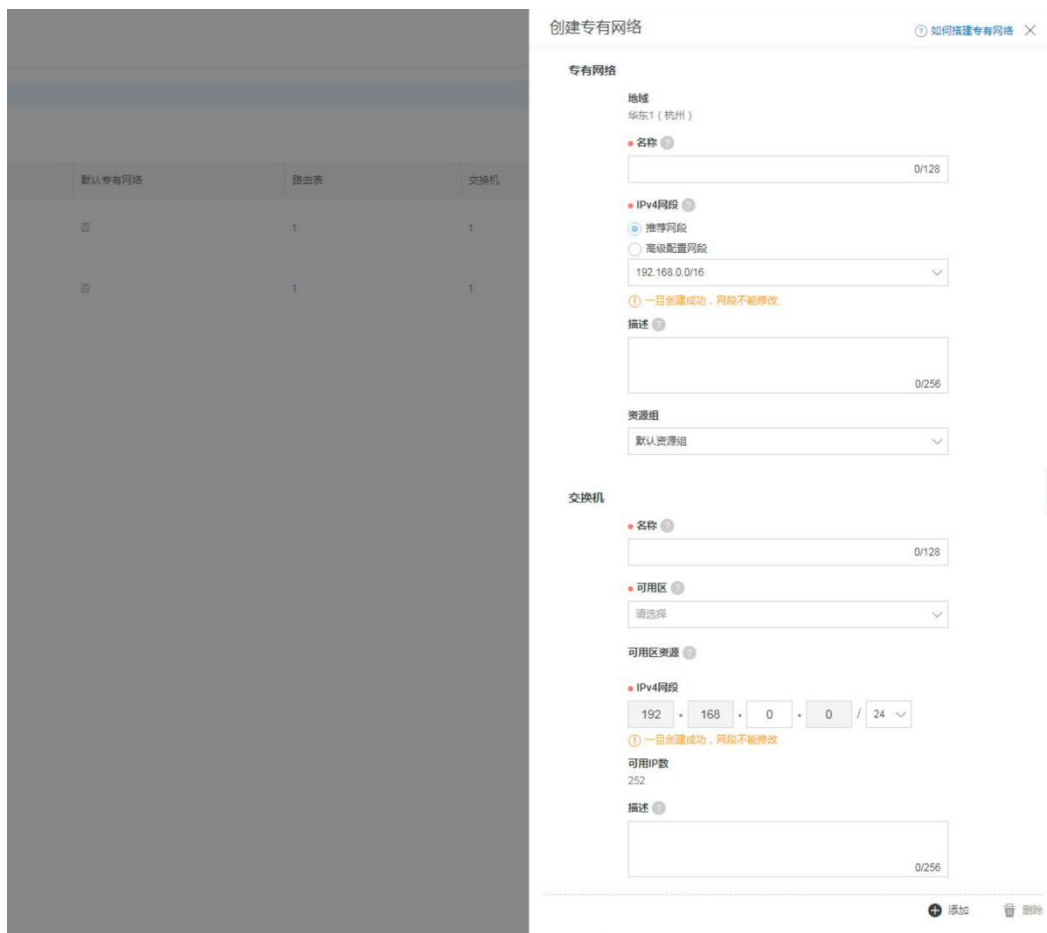 创建专有网络
如何搭建专有网络
专有网络
地域
华东1（杭州）
名称
0/128
IPv4网段
推荐网段
高级配置网段
192.168.0.0/16
一旦创建成功，网段不能修改
描述
0/256
资源组
默认资源组
交换机
名称
0/128
可用区
请选择
可用区资源
IPv4网段
192 . 168 . 0 . 0 / 24
一旦创建成功，网段不能修改
可用IP数
252
描述
0/256
添加 删除
默认专有网络 路由表 交换机
否 1 1
否 1 1